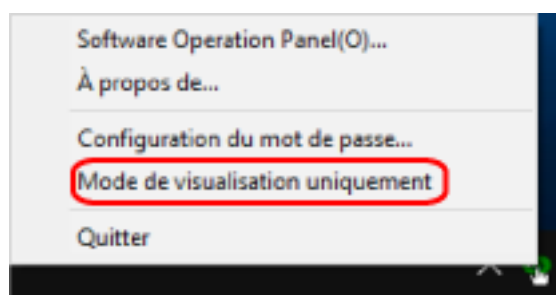 Software Operation Panel(O)...
À propos de...
Configuration du mot de passe...
Mode de visualisation uniquement
Quitter